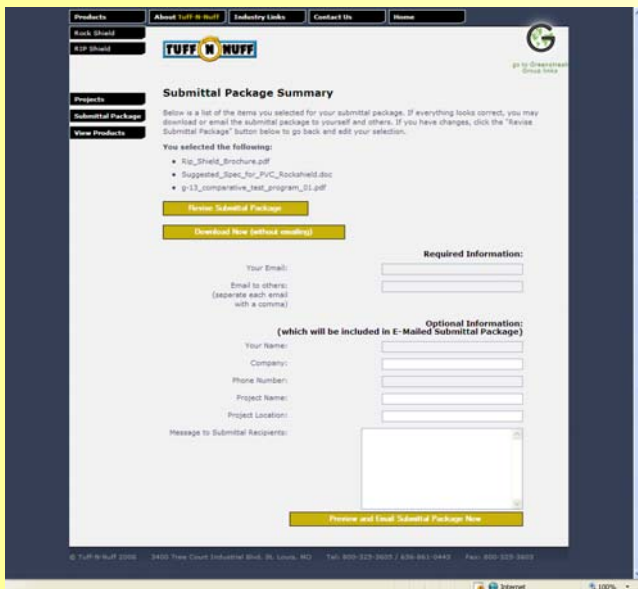 Products
About Tuff-N-Nuff
Industry Links
Contact Us
Home
Rock Shield
RIP Shield
TUFF N NUFF
go to Greenstreak
Group links
Projects
Submittal Package
View Products
Submittal Package Summary
Below is a list of the items you selected for your submittal package. If everything looks correct, you may
download or email the submittal package to yourself and others. If you have changes, click the "Revise
Submittal Package" button below to go back and edit your selection.
You selected the following:
Rip_Shield_Brochure.pdf
Suggested_Spec_for_PVC_Rockshield.doc
g-13_comparative_test_program_01.pdf
Revise Submittal Package
Download Now (without emailing)
Required Information:
Your Email:
Email to others:
(seperate each email
with a comma)
Optional Information:
(which will be included in E-Mailed Submittal Package)
Your Name:
Company:
Phone Number:
Project Name:
Project Location:
Message to Submittal Recipients:
Preview and Email Submittal Package Now
© Tuff-N-Nuff 2006 3400 Tree Court Industrial Blvd. St. Louis, MO Tel: 800-325-9504 / 636-861-0445 Fax: 800-551-5145
Internet
100%